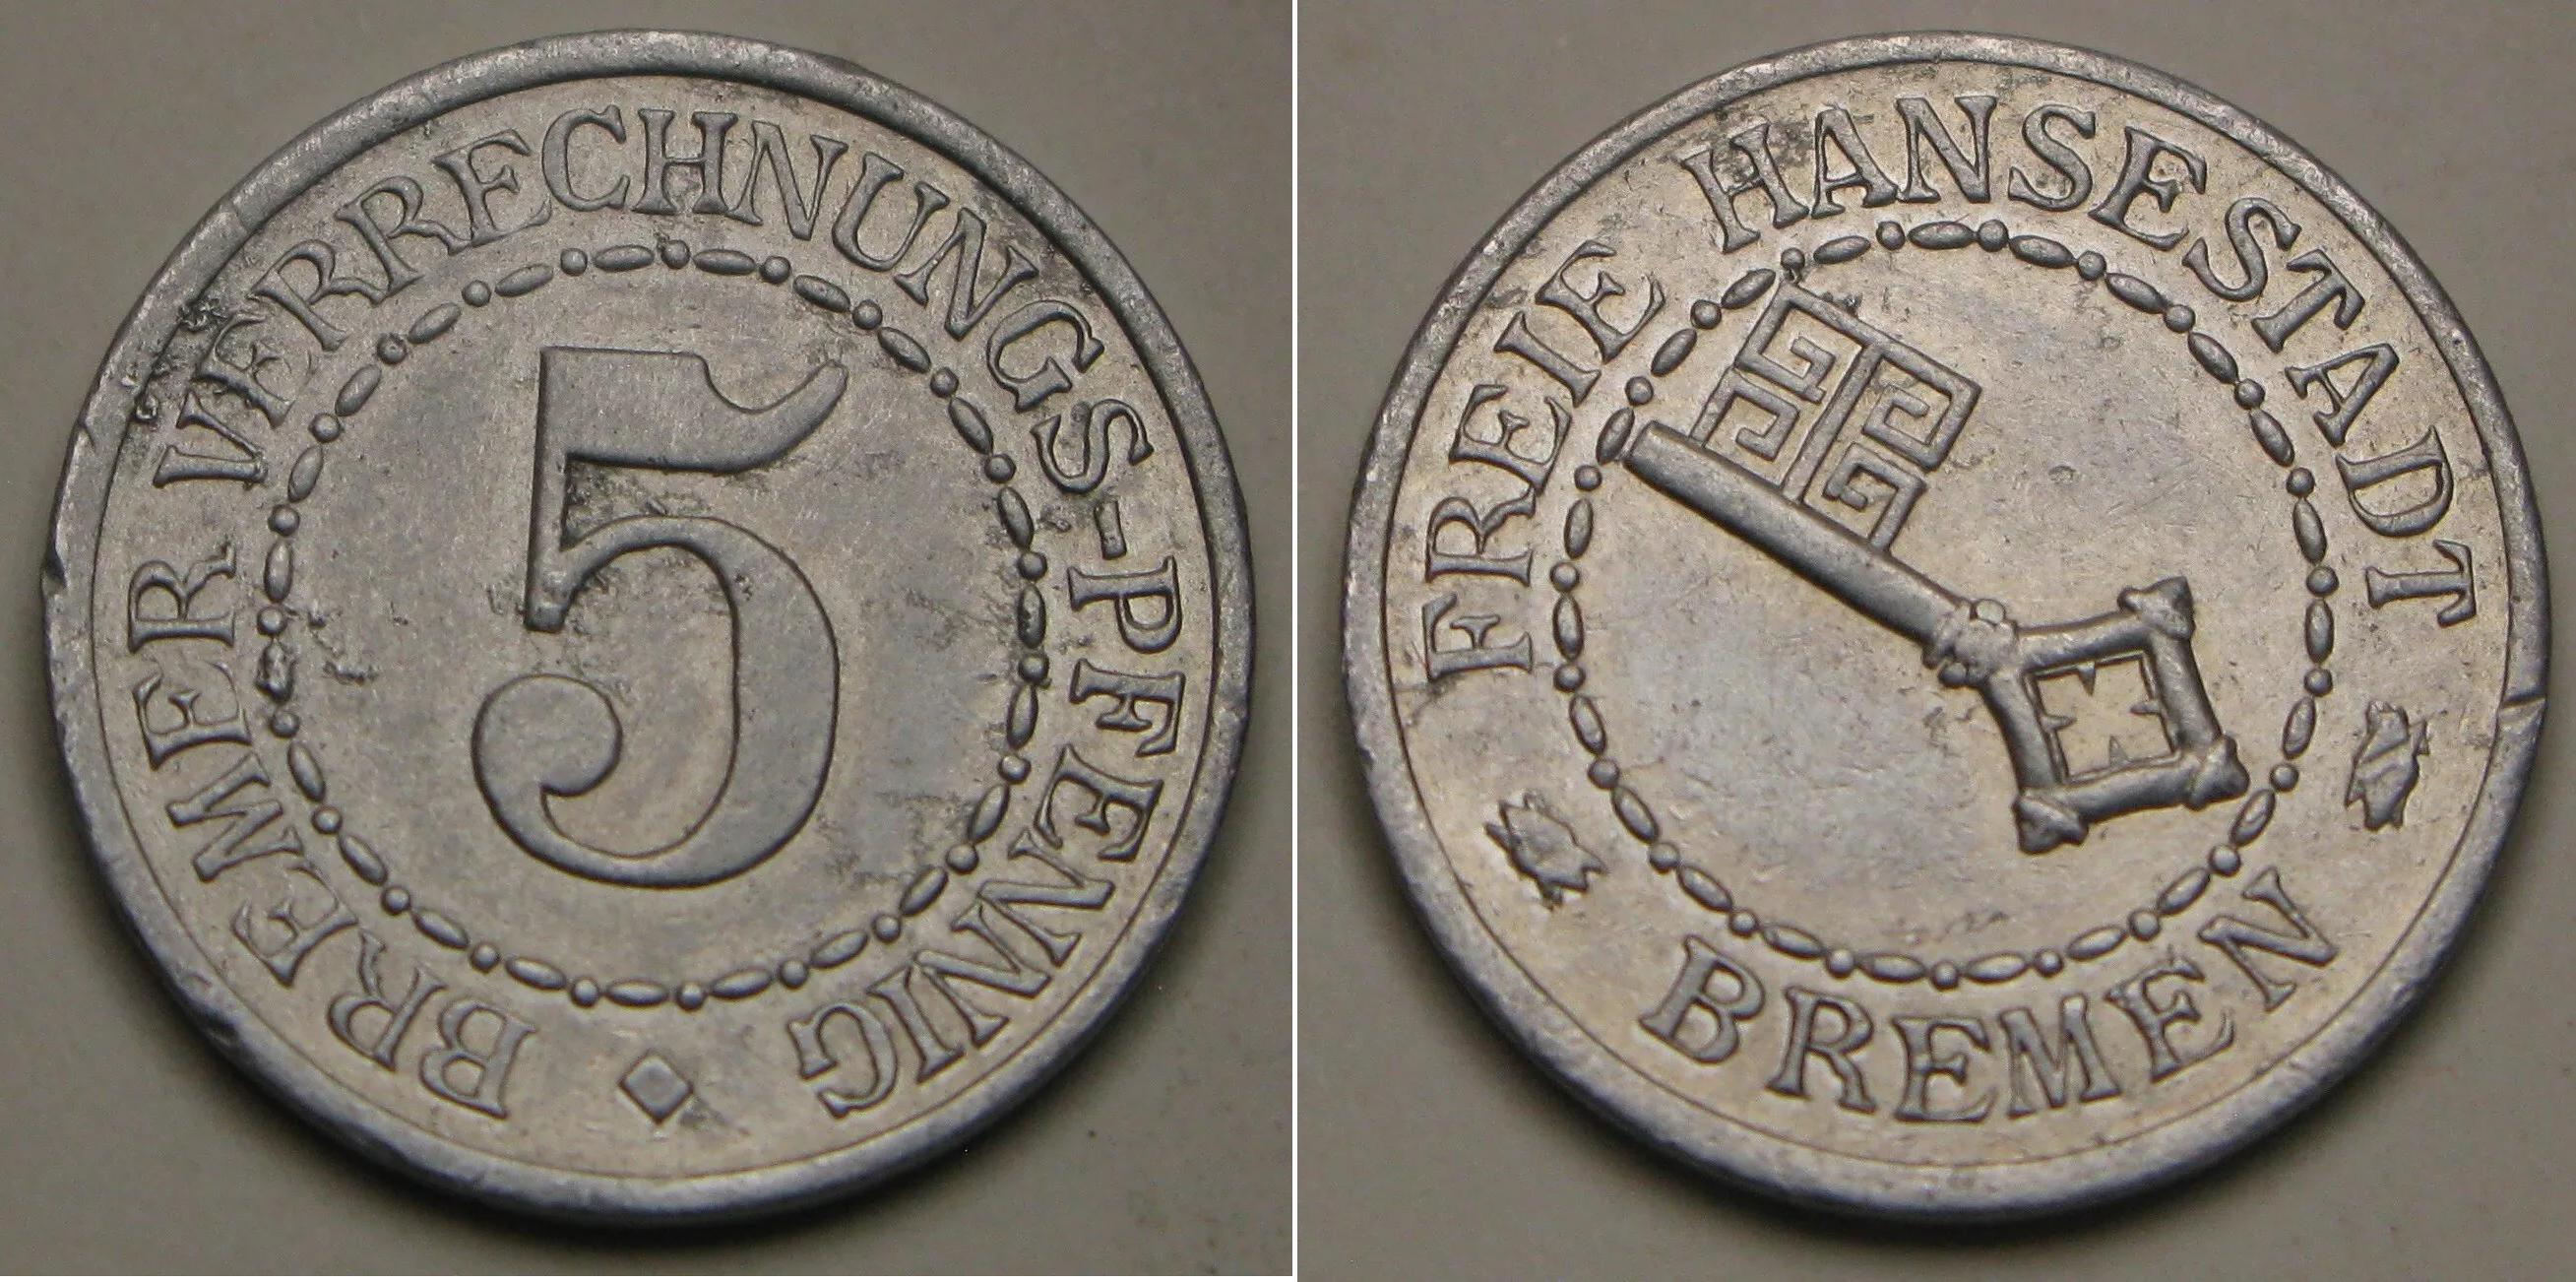 BREMER VERRECHNUNGS-PFENNIG
5
FREIE HANSESTADT
BREMEN